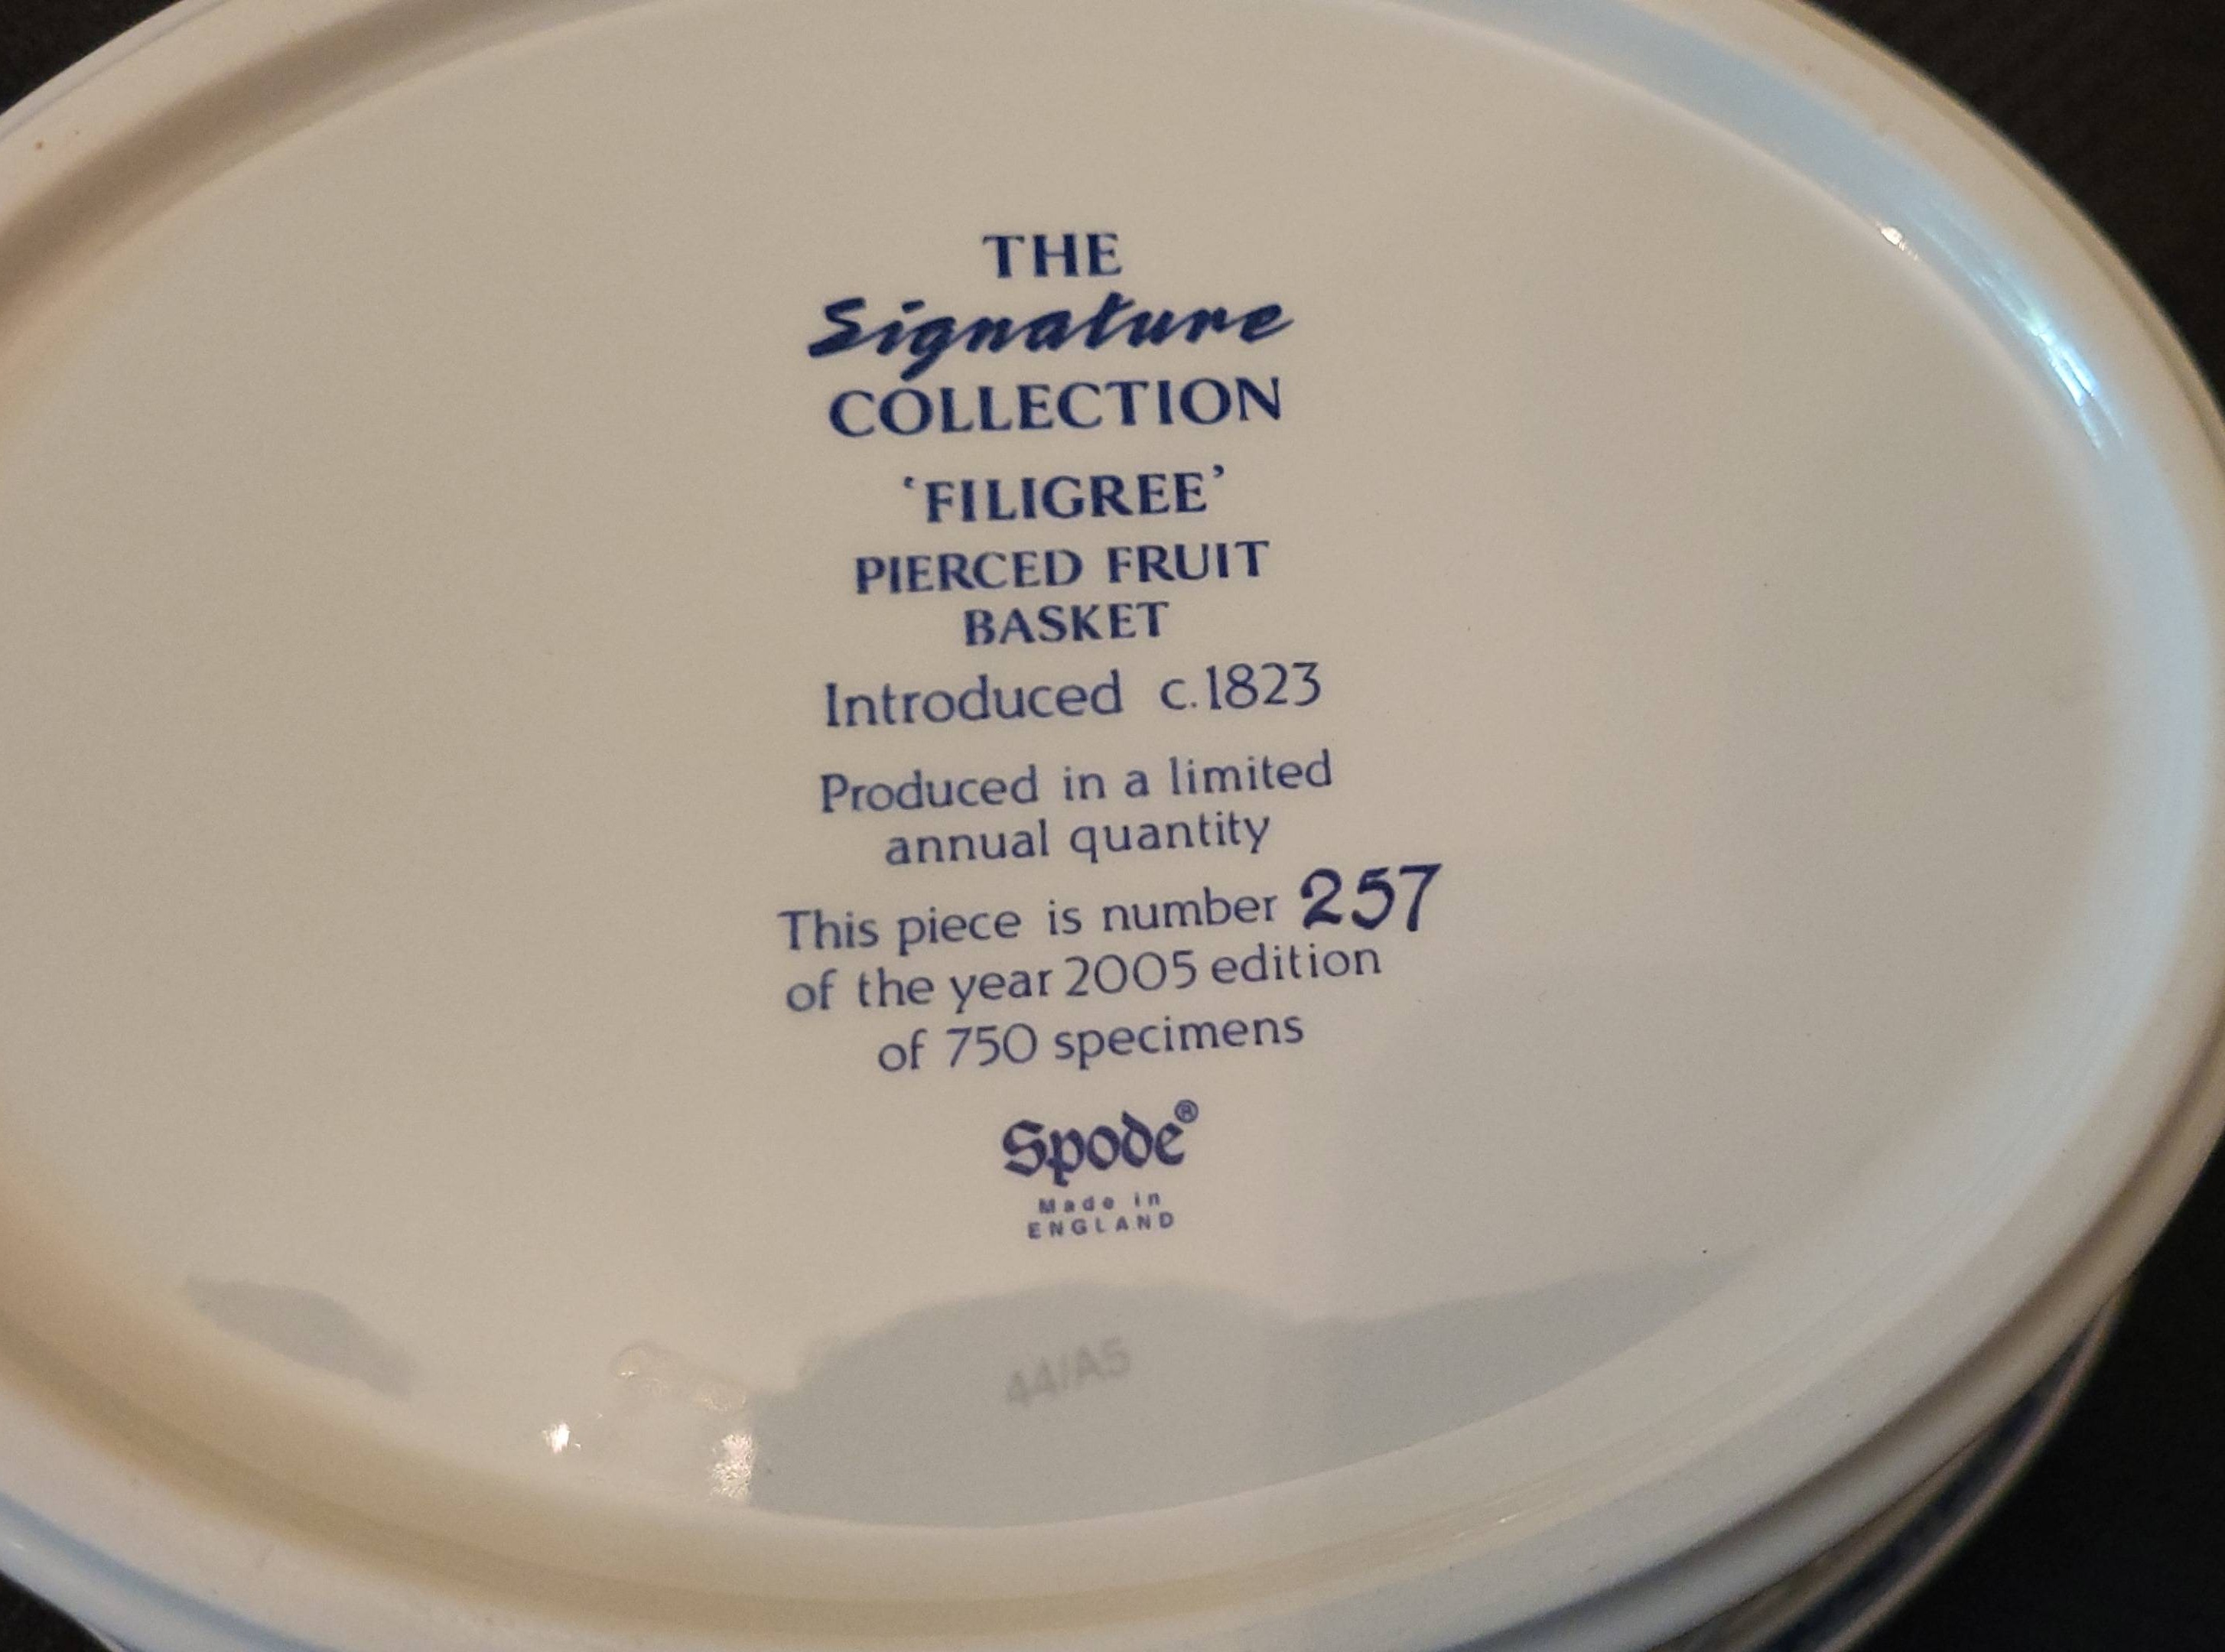 THE
Signature
COLLECTION
‘FILIGREE’
PIERCED FRUIT
BASKET
Introduced c.1823
Produced in a limited
annual quantity
This piece is number 257
of the year 2005 edition
of 750 specimens
Spode®
Made in
ENGLAND
44/A5